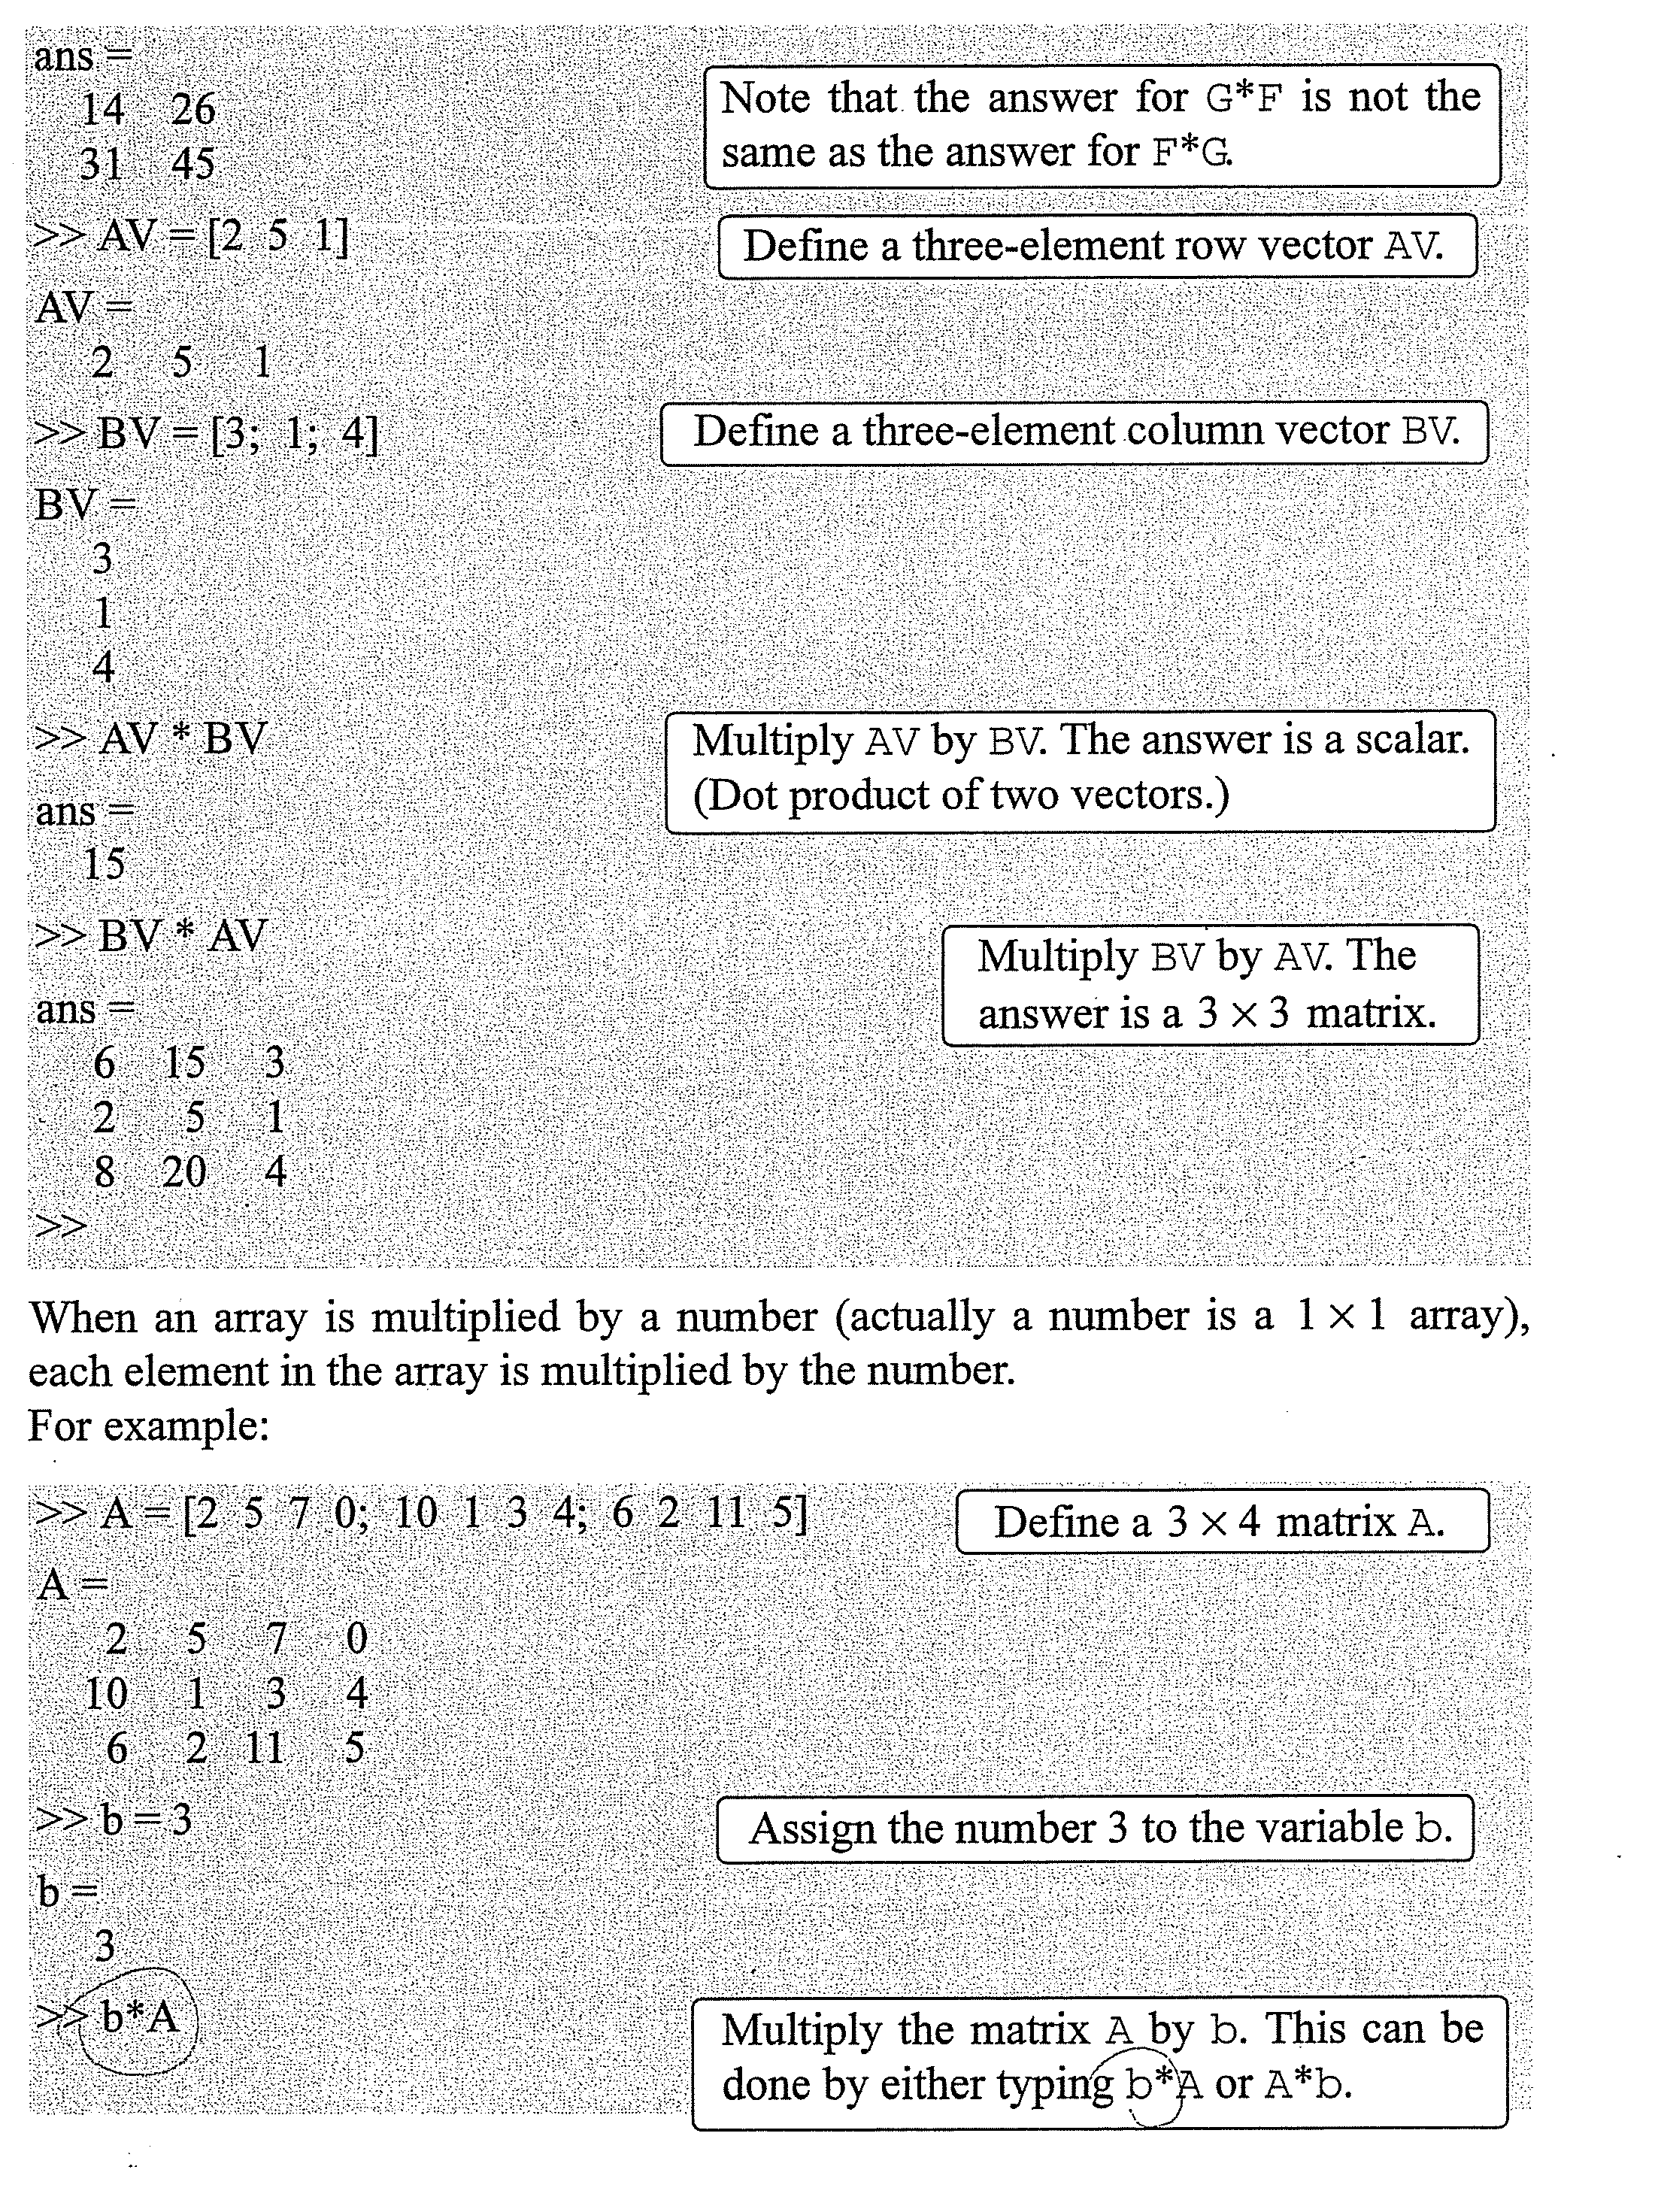 ans =
14 26
31 45
Note that the answer for G*F is not the
same as the answer for F*G.
>> AV = [2 5 1]
Define a three-element row vector AV.
AV =
2 5 1
>> BV = [3; 1; 4]
Define a three-element column vector BV.
BV =
3
1
4
>> AV * BV
Multiply AV by BV. The answer is a scalar.
(Dot product of two vectors.)
ans =
15
>> BV * AV
Multiply BV by AV. The
answer is a 3 × 3 matrix.
ans =
6 15 3
2 5 1
8 20 4
>>
When an array is multiplied by a number (actually a number is a 1 × 1 array),
each element in the array is multiplied by the number.
For example:
>> A = [2 5 7 0; 10 1 3 4; 6 2 11 5]
Define a 3 × 4 matrix A.
A =
2 5 7 0
10 1 3 4
6 2 11 5
>> b = 3
Assign the number 3 to the variable b.
b =
3
>> b*A
Multiply the matrix A by b. This can be
done by either typing b*A or A*b.